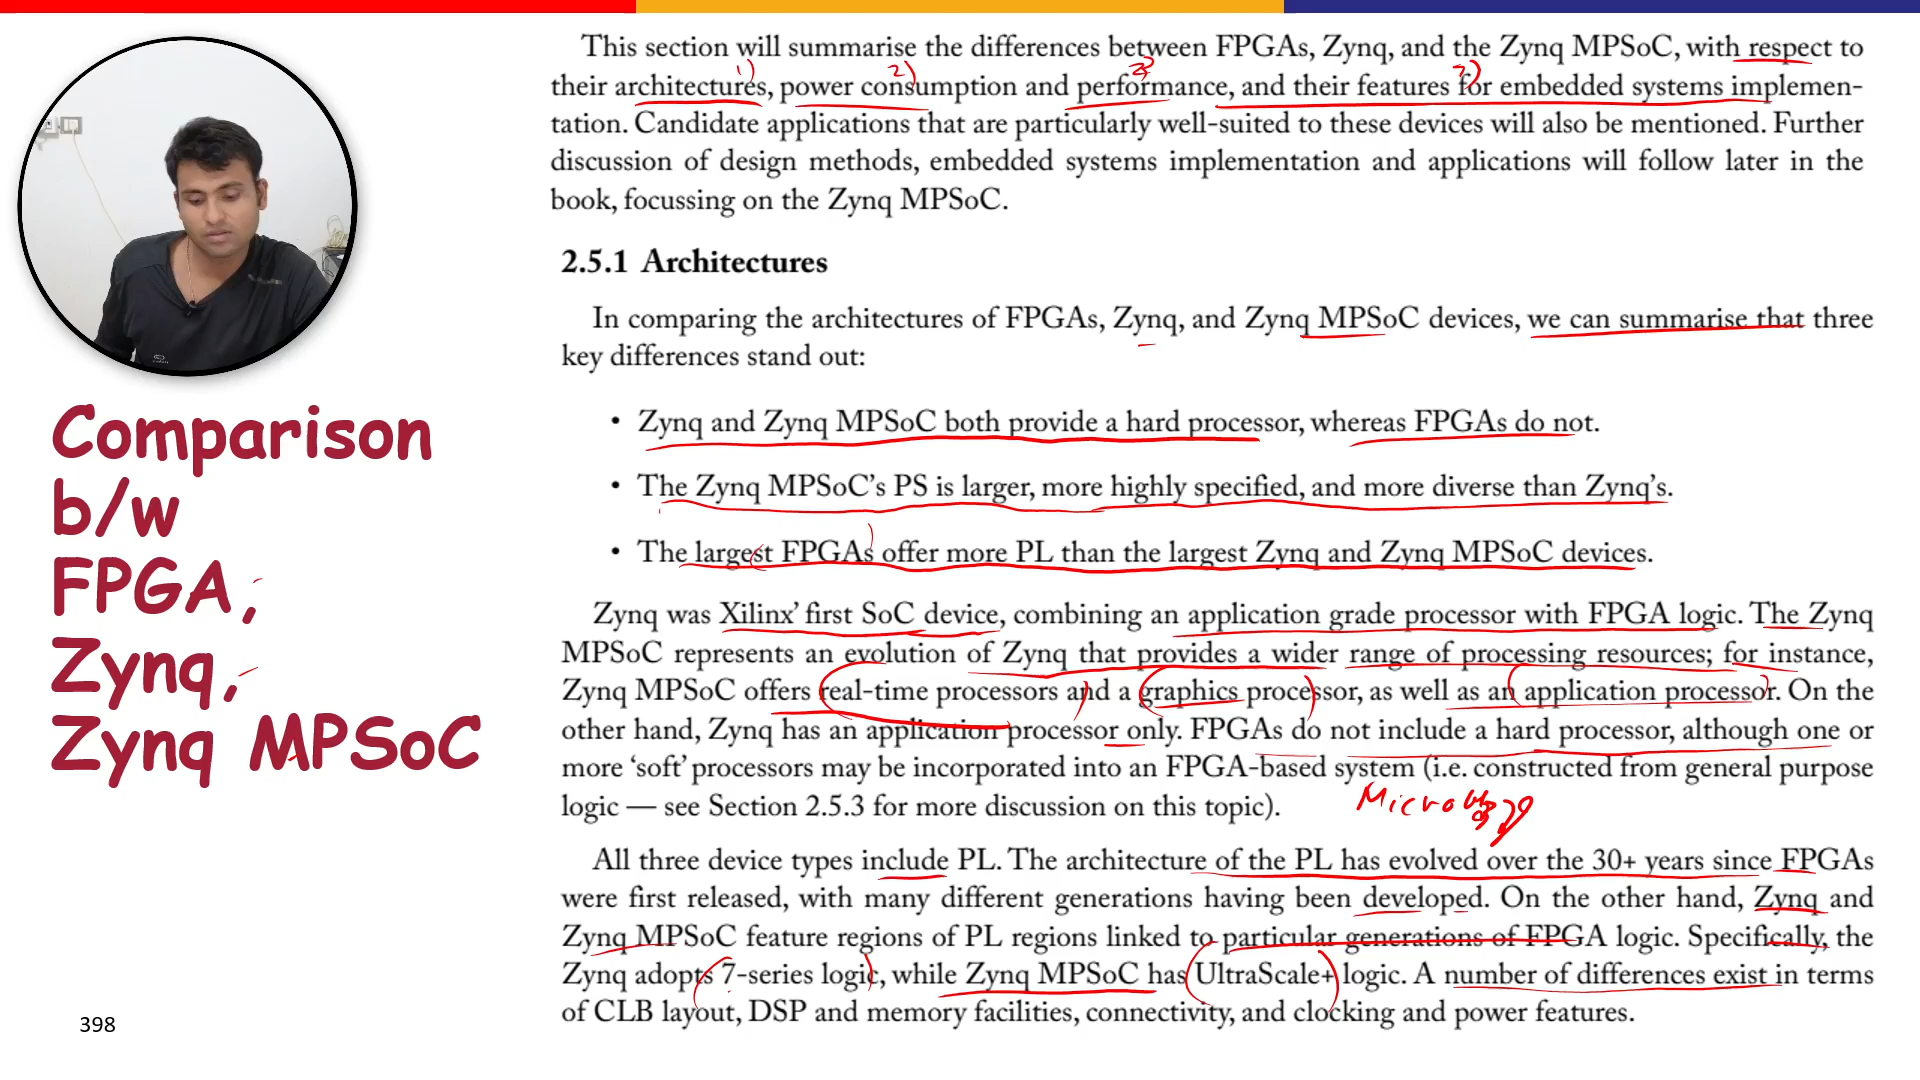 This section will summarise the differences between FPGAs, Zynq, and the Zynq MPSoC, with respect to
their architectures, power consumption and performance, and their features for embedded systems implemen-
tation. Candidate applications that are particularly well-suited to these devices will also be mentioned. Further
discussion of design methods, embedded systems implementation and applications will follow later in the
book, focussing on the Zynq MPSoC.
2.5.1 Architectures
In comparing the architectures of FPGAs, Zynq, and Zynq MPSoC devices, we can summarise that three
key differences stand out:
• Zynq and Zynq MPSoC both provide a hard processor, whereas FPGAs do not.
• The Zynq MPSoC's PS is larger, more highly specified, and more diverse than Zynq's.
• The largest FPGAs offer more PL than the largest Zynq and Zynq MPSoC devices.
Zynq was Xilinx' first SoC device, combining an application grade processor with FPGA logic. The Zynq
MPSoC represents an evolution of Zynq that provides a wider range of processing resources; for instance,
Zynq MPSoC offers real-time processors and a graphics processor, as well as an application processor. On the
other hand, Zynq has an application processor only. FPGAs do not include a hard processor, although one or
more 'soft' processors may be incorporated into an FPGA-based system (i.e. constructed from general purpose
logic — see Section 2.5.3 for more discussion on this topic).
All three device types include PL. The architecture of the PL has evolved over the 30+ years since FPGAs
were first released, with many different generations having been developed. On the other hand, Zynq and
Zynq MPSoC feature regions of PL regions linked to particular generations of FPGA logic. Specifically, the
Zynq adopts 7-series logic, while Zynq MPSoC has UltraScale+ logic. A number of differences exist in terms
of CLB layout, DSP and memory facilities, connectivity, and clocking and power features.
Comparison
b/w
FPGA,
Zynq,
Zynq MPSoC
398
1)
2)